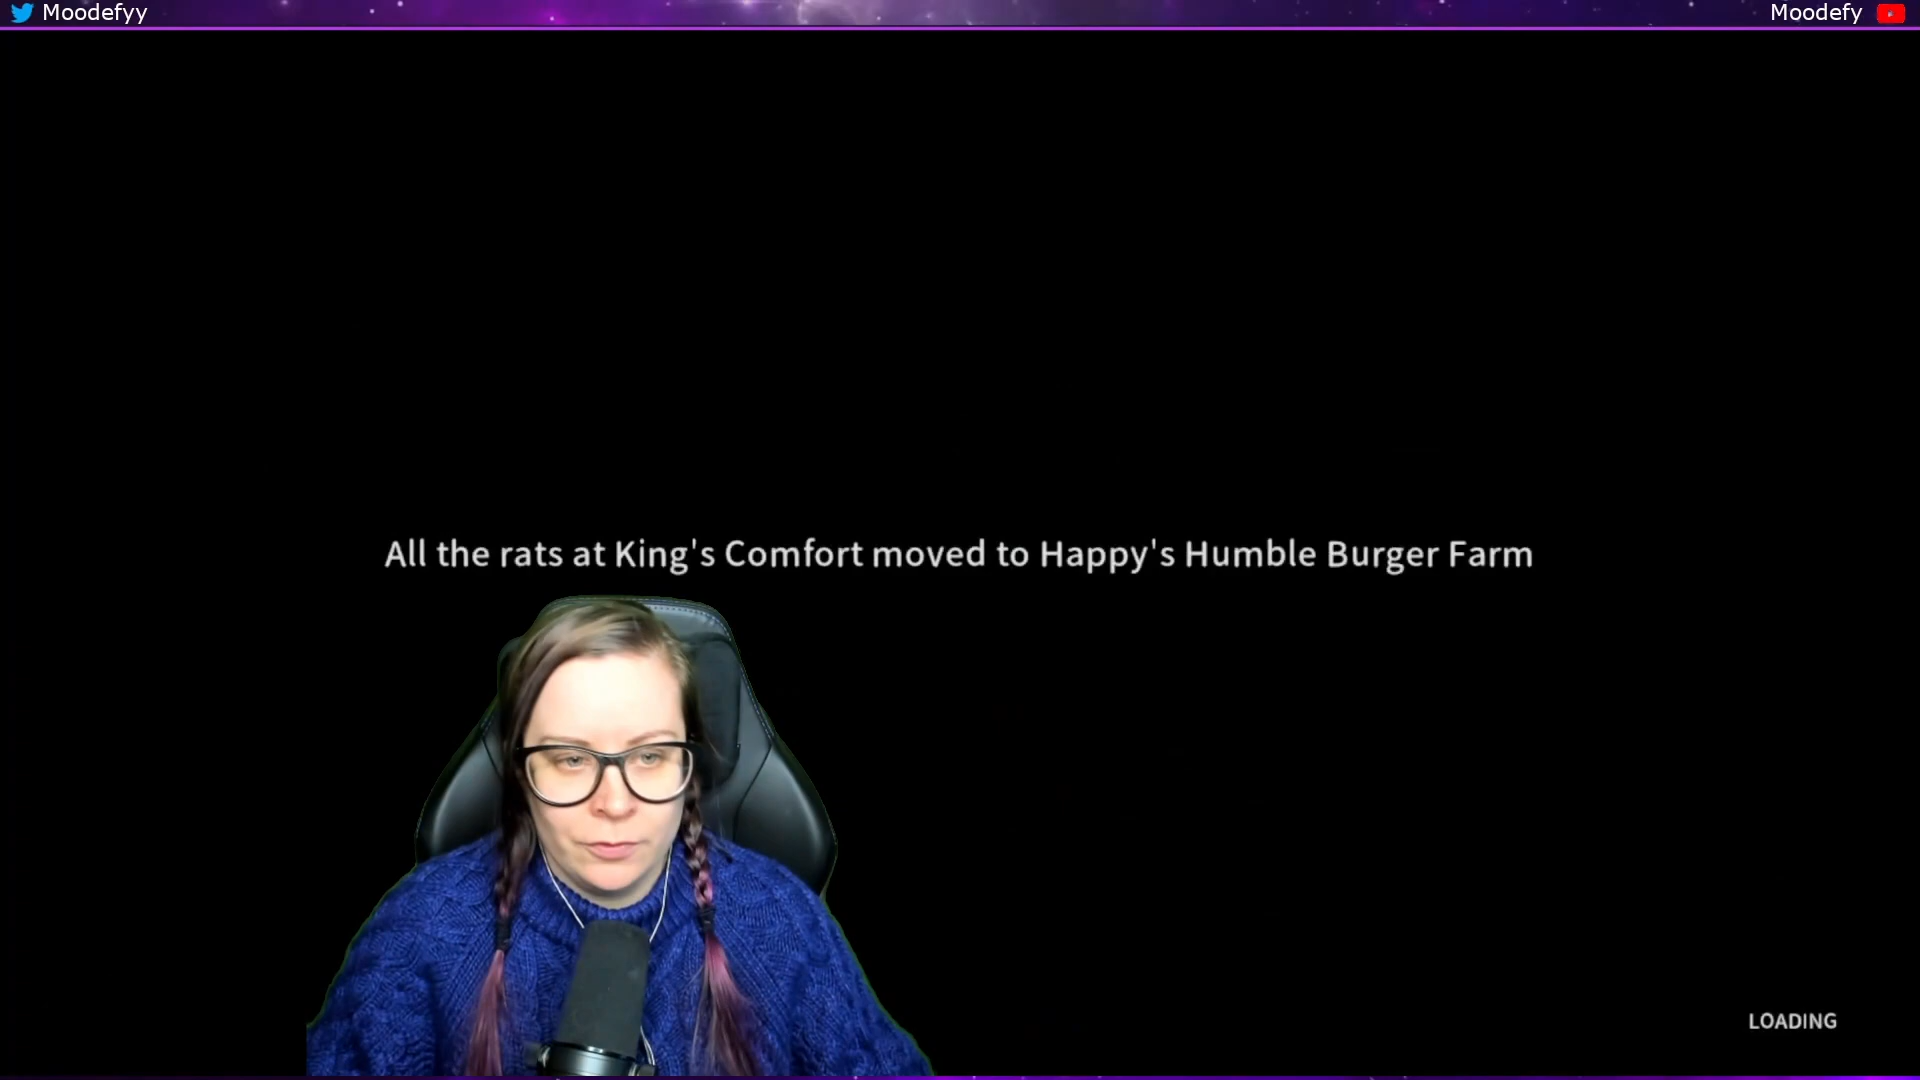 Moodefyy
Moodefy
All the rats at King's Comfort moved to Happy's Humble Burger Farm
LOADING